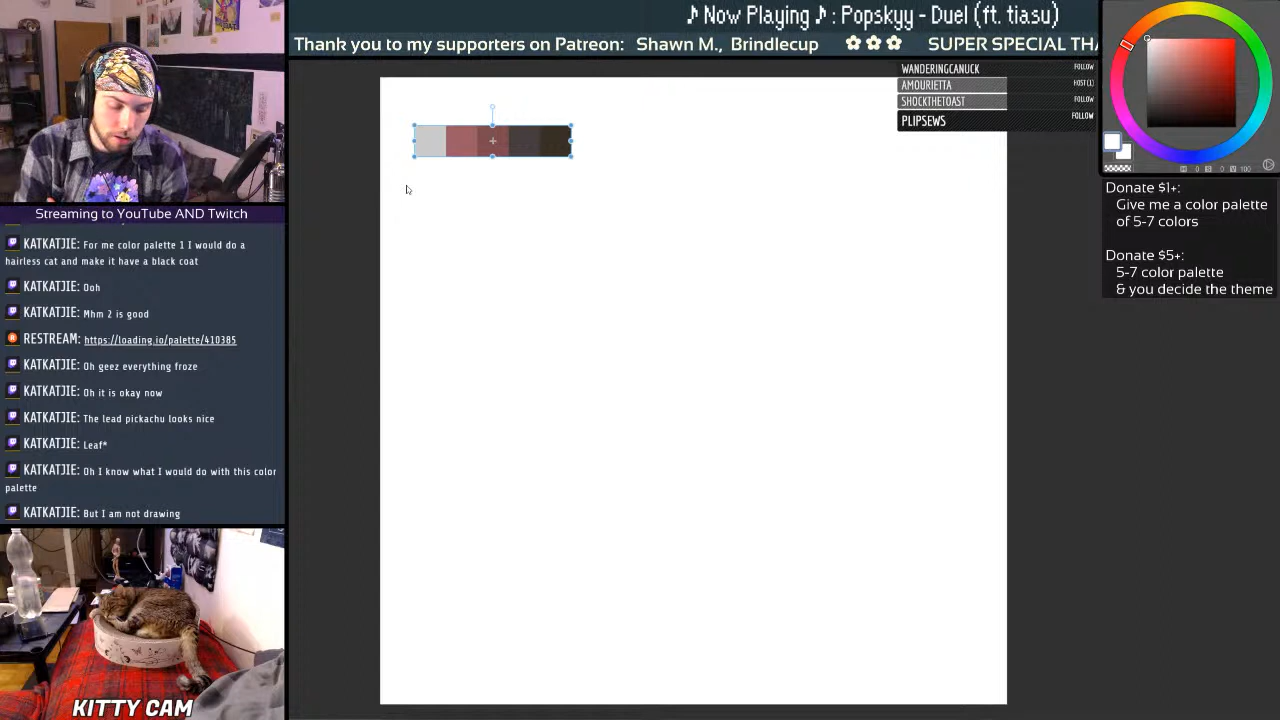 ♪ Now Playing ♪ : Popskyy - Duel (ft. tiasu)
Thank you to my supporters on Patreon: Shawn M., Brindlecup ✿ ✿ ✿ SUPER SPECIAL THA
WANDERINGCANUCK FOLLOW
AMOURIETTA HOST(1)
SHOCKTHETOAST FOLLOW
PLIPSEWS FOLLOW
H 0 S 0 V 100
Donate $1+:
Give me a color palette
of 5-7 colors
Donate $5+:
5-7 color palette
& you decide the theme
Streaming to YouTube AND Twitch
KATKATJIE: For me color palette 1 I would do a
hairless cat and make it have a black coat
KATKATJIE: Ooh
KATKATJIE: Mhm 2 is good
RESTREAM: https://loading.io/palette/410385
KATKATJIE: Oh geez everything froze
KATKATJIE: Oh it is okay now
KATKATJIE: The lead pickachu looks nice
KATKATJIE: Leaf*
KATKATJIE: Oh I know what I would do with this color
palette
KATKATJIE: But I am not drawing
KITTY CAM